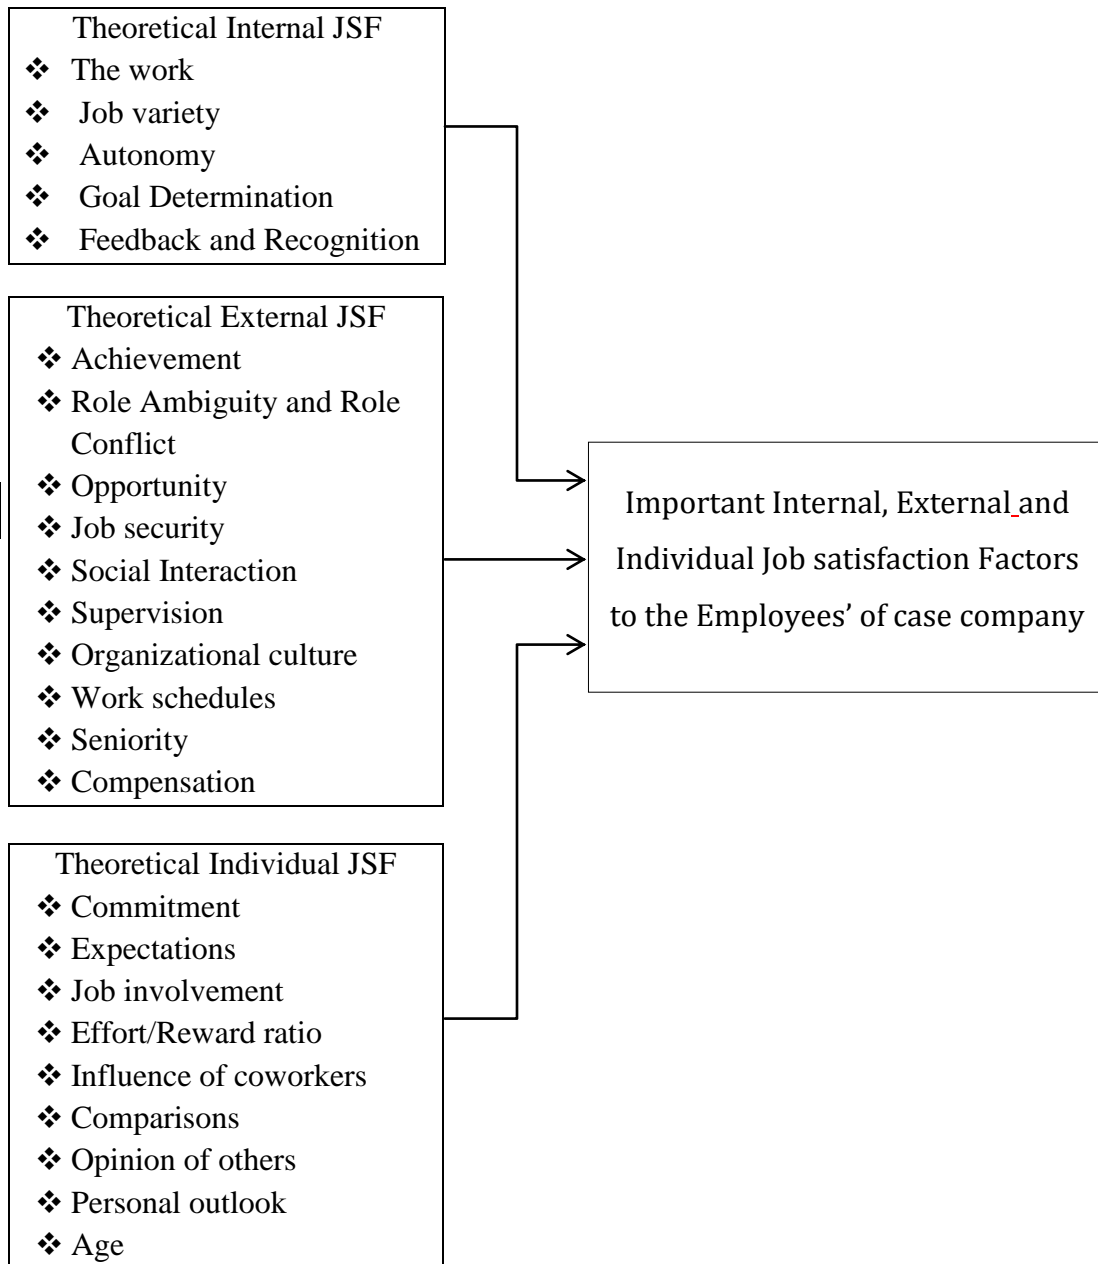 Theoretical Internal JSF
❖ The work
❖ Job variety
❖ Autonomy
❖ Goal Determination
❖ Feedback and Recognition
Theoretical External JSF
❖ Achievement
❖ Role Ambiguity and Role
Conflict
❖ Opportunity
❖ Job security
❖ Social Interaction
❖ Supervision
❖ Organizational culture
❖ Work schedules
❖ Seniority
❖ Compensation
Theoretical Individual JSF
❖ Commitment
❖ Expectations
❖ Job involvement
❖ Effort/Reward ratio
❖ Influence of coworkers
❖ Comparisons
❖ Opinion of others
❖ Personal outlook
❖ Age
Important Internal, External and
Individual Job satisfaction Factors
to the Employees’ of case company